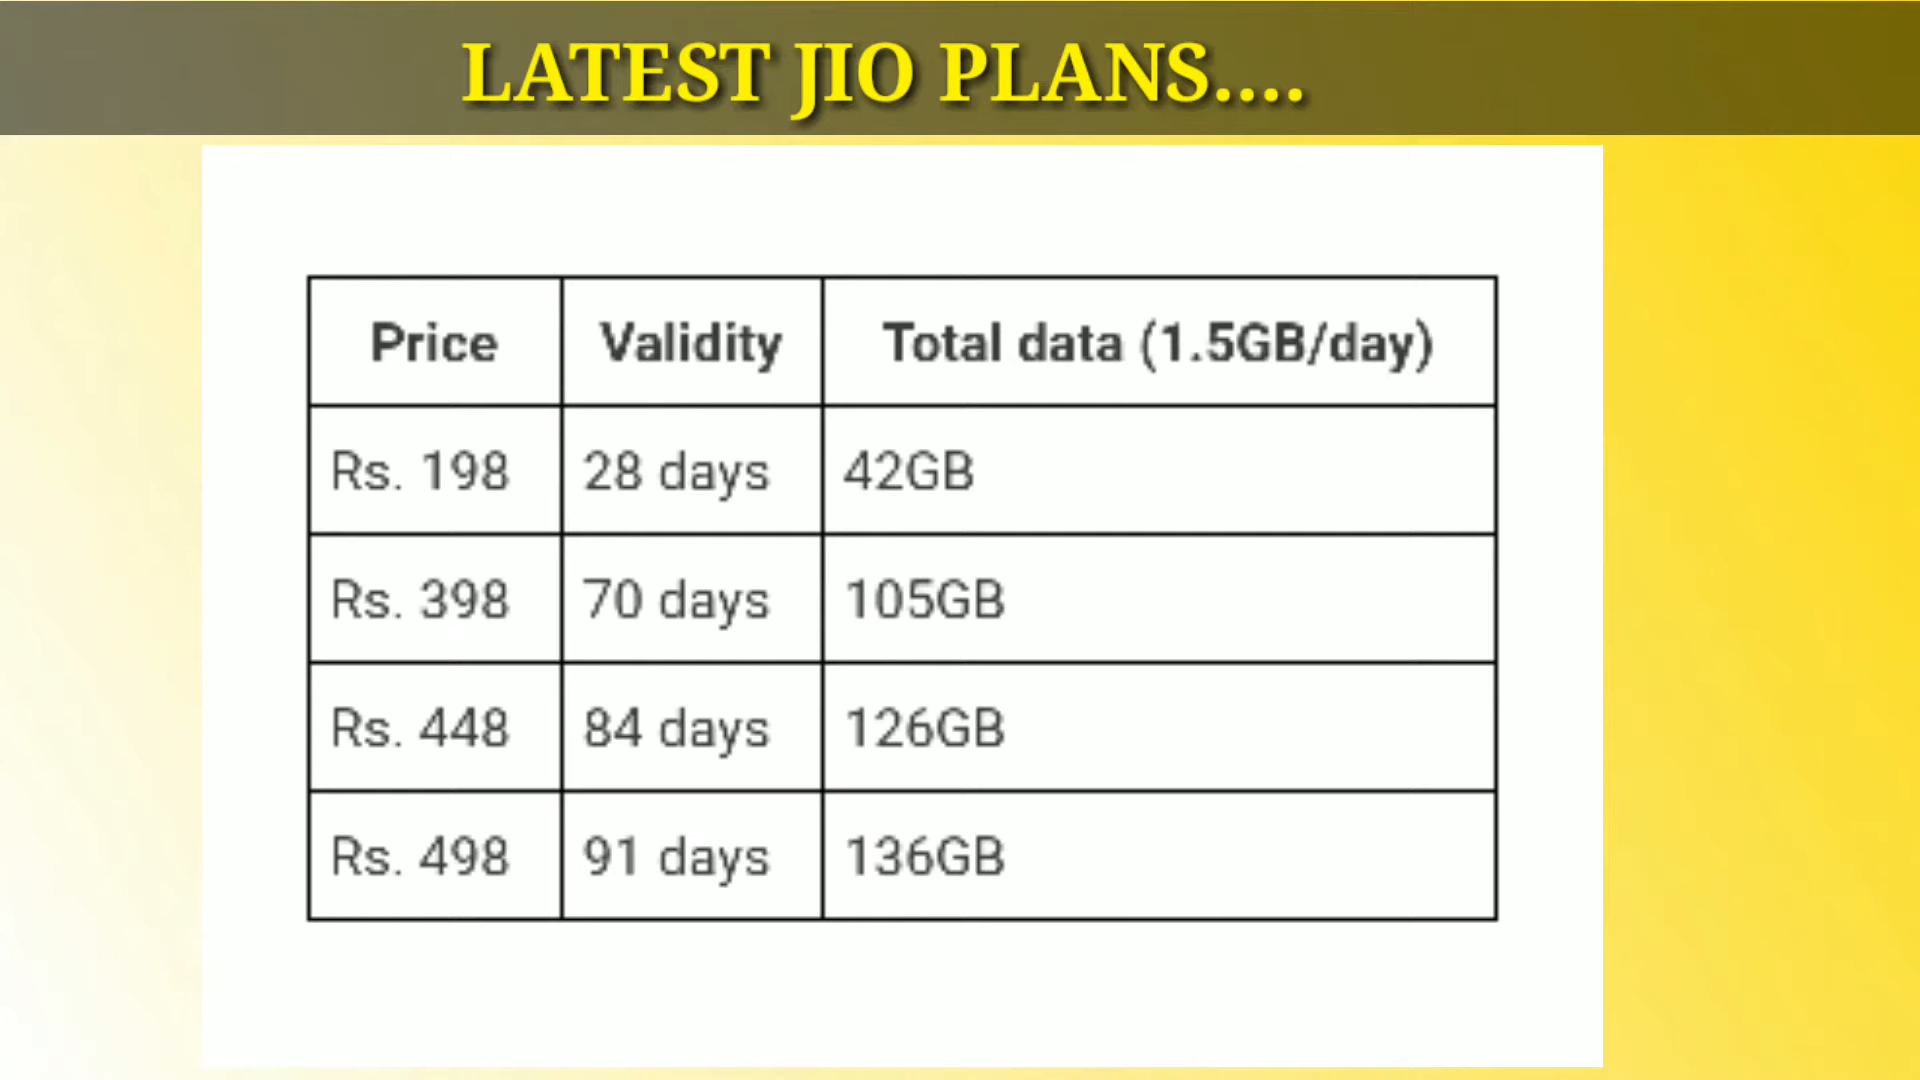 LATEST JIO PLANS....
Price Validity Total data (1.5GB/day)
Rs. 198 28 days 42GB
Rs. 398 70 days 105GB
Rs. 448 84 days 126GB
Rs. 498 91 days 136GB